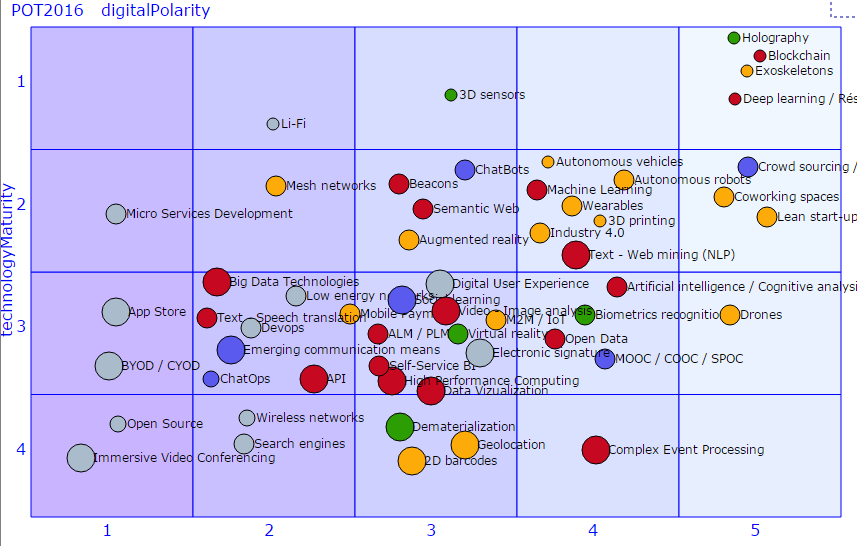 POT2016 digitalPolarity
technologyMaturity
1
Holography
Blockchain
Exoskeletons
3D sensors
Deep learning / Rés
Li-Fi
2
Autonomous vehicles
Crowd sourcing /
ChatBots
Autonomous robots
Mesh networks
Beacons
Machine Learning
Coworking spaces
Wearables
Semantic Web
Micro Services Development
Lean start-up
3D printing
Industry 4.0
Augmented reality
Text - Web mining (NLP)
3
Big Data Technologies
Digital User Experience
Artificial intelligence / Cognitive analysi
Low energy networks
Social learning
App Store
Video - Image analysis
Mobile Paym
Biometrics recognitio
Drones
Text - Speech translation
M2M / IoT
Devops
ALM / PLM
Virtual reality
Open Data
Emerging communication means
Electronic signature
MOOC / COOC / SPOC
BYOD / CYOD
Self-Service BI
ChatOps
API
High Performance Computing
Data Vizualization
4
Wireless networks
Open Source
Dematerialization
Search engines
Geolocation
Complex Event Processing
Immersive Video Conferencing
2D barcodes
1 2 3 4 5